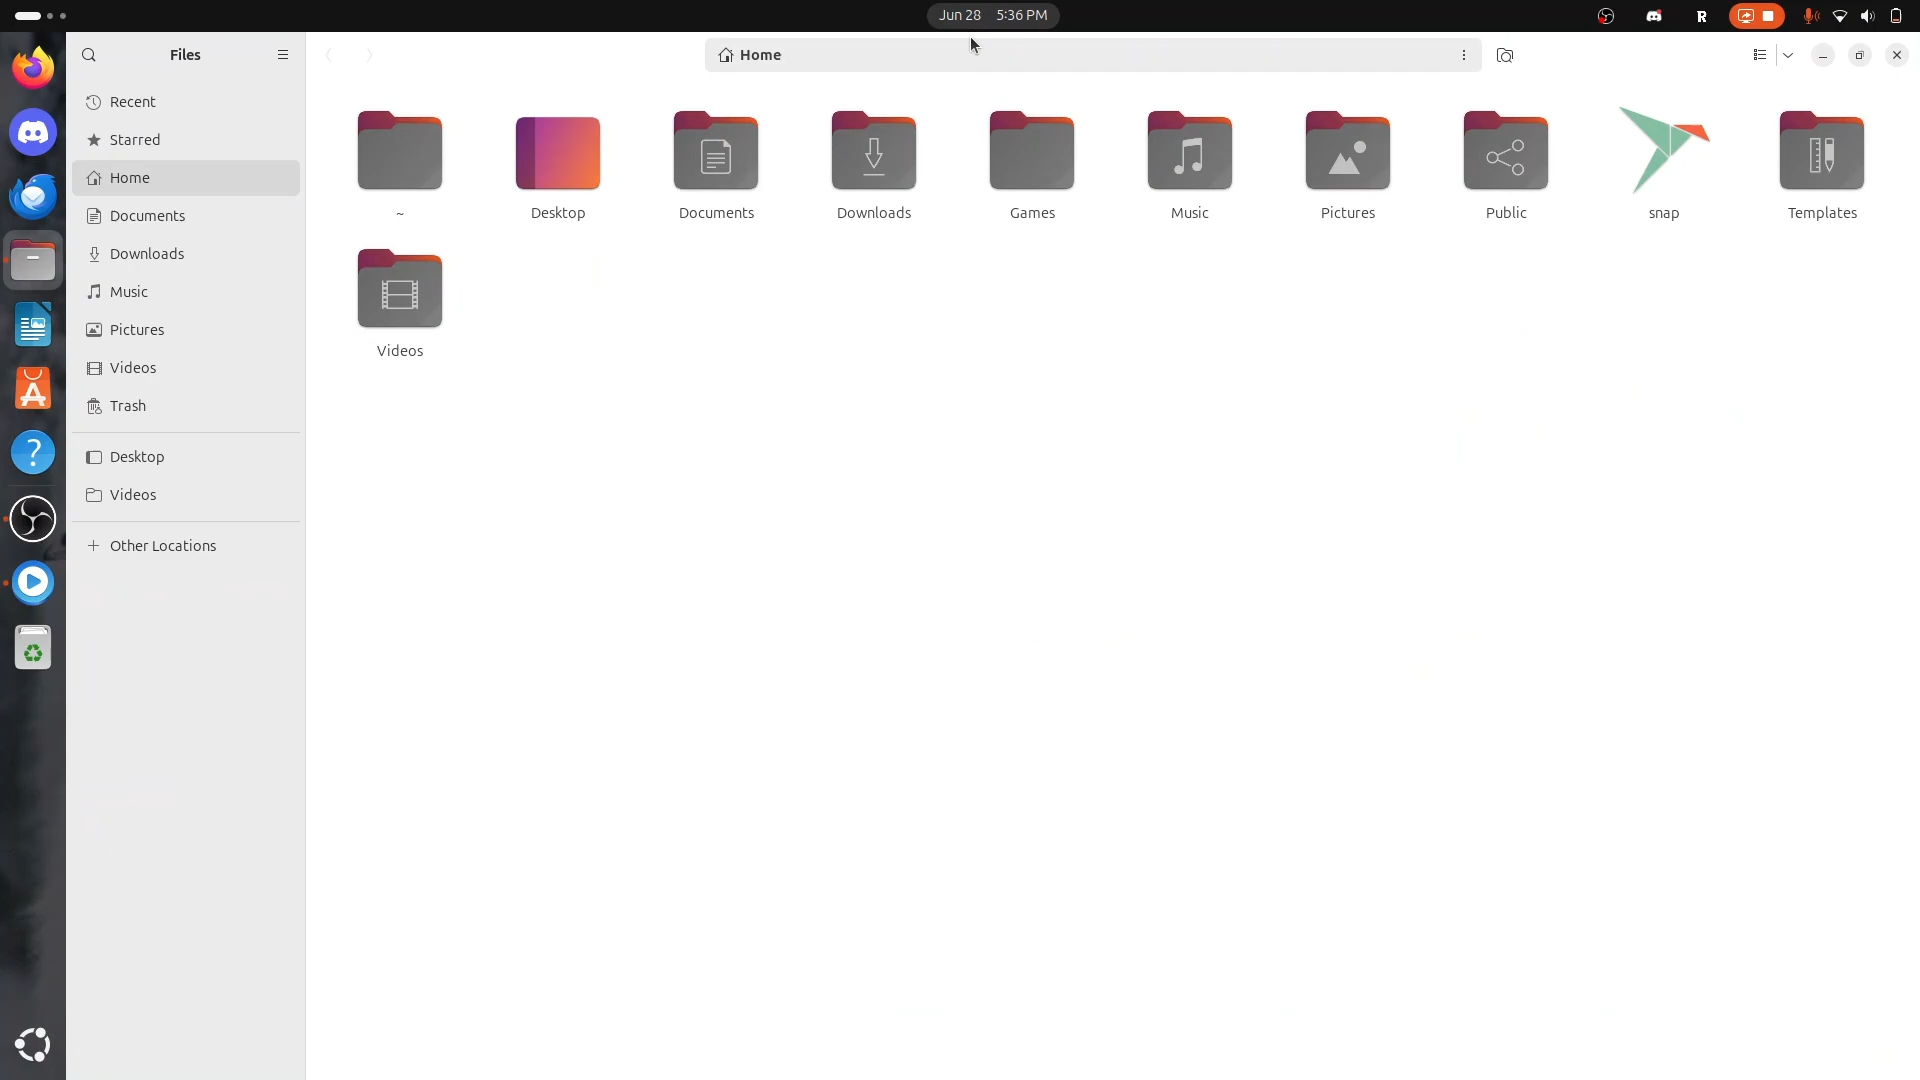 Jun 28 5:36 PM
R
Files
Home
Recent
Starred
Home
Documents
Downloads
Music
Pictures
Videos
Trash
Desktop
Videos
Other Locations
~ Desktop Documents Downloads Games Music Pictures Public snap Templates
Videos